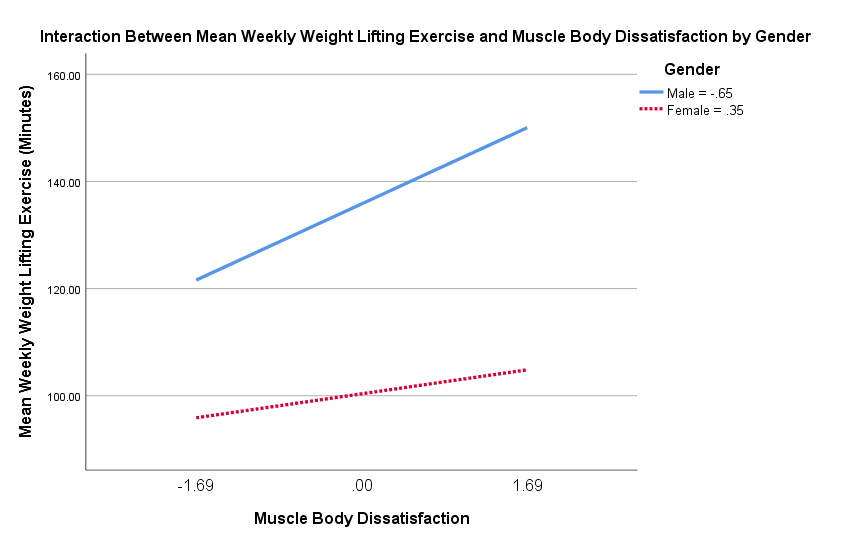 Interaction Between Mean Weekly Weight Lifting Exercise and Muscle Body Dissatisfaction by Gender
Gender
Male = -.65
Female = .35
Mean Weekly Weight Lifting Exercise (Minutes)
160.00
140.00
120.00
100.00
-1.69
.00
1.69
Muscle Body Dissatisfaction